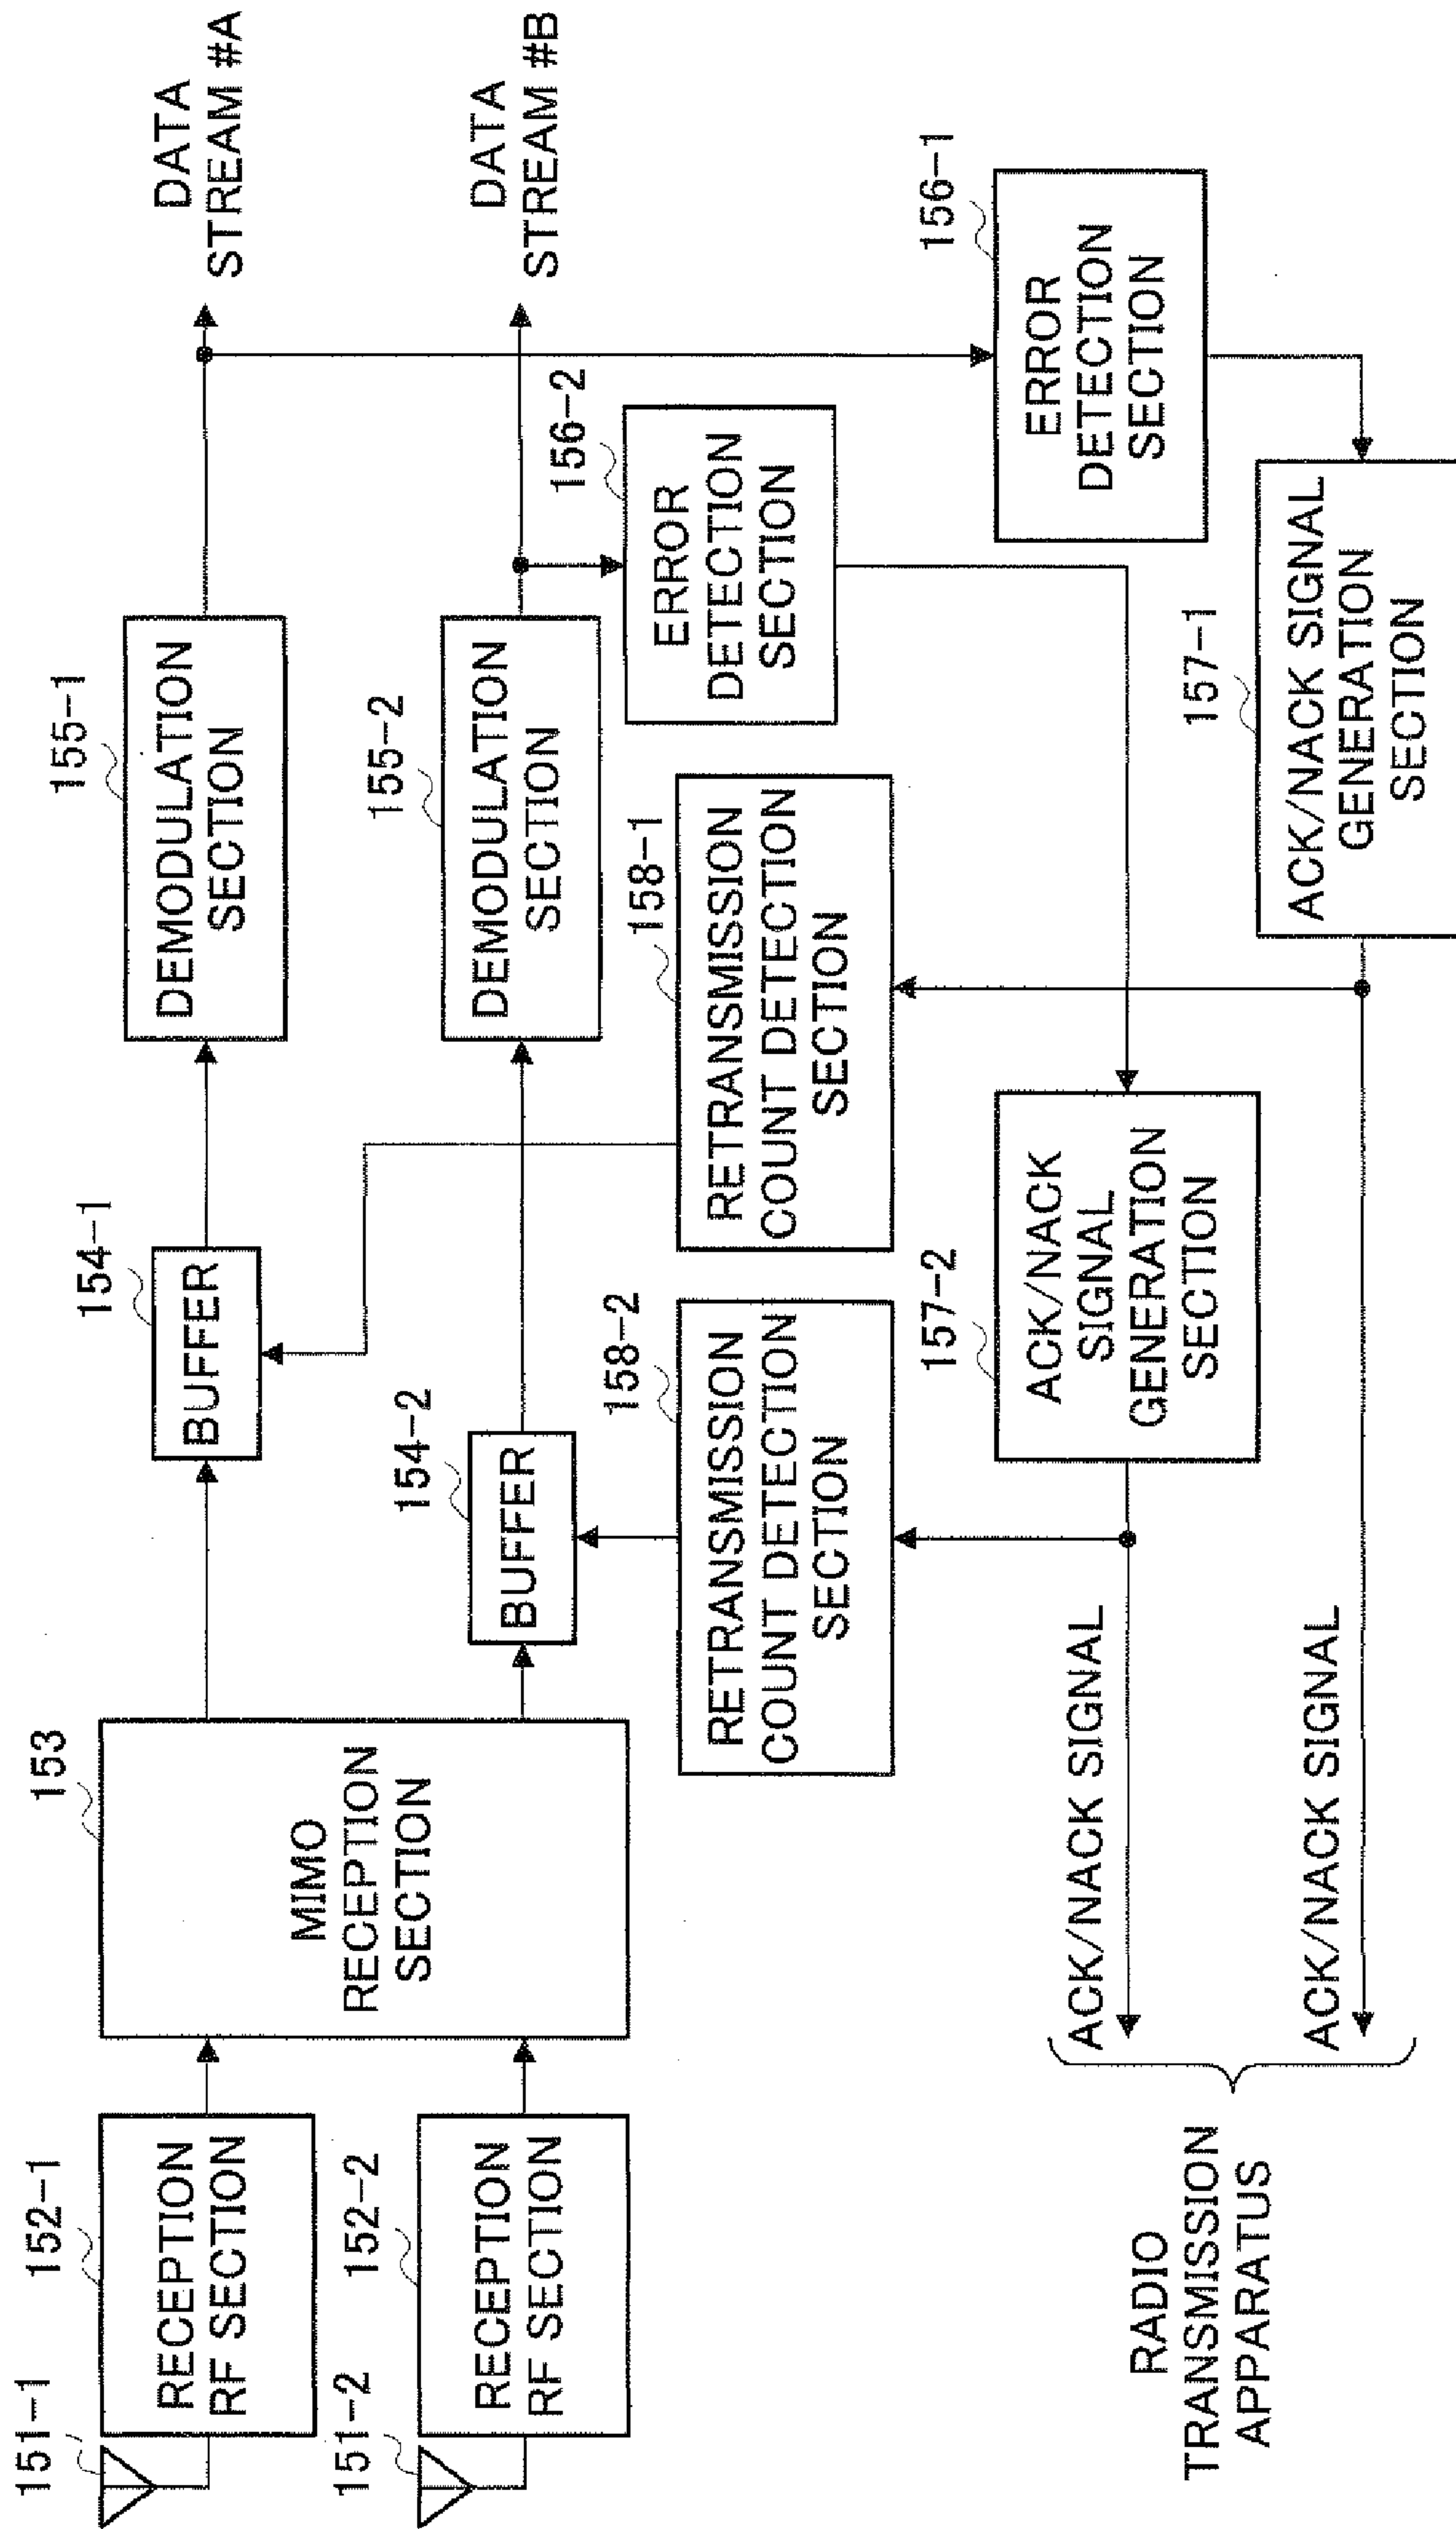 151-1
152-1
RECEPTION
RF SECTION
151-2
152-2
RECEPTION
RF SECTION
153
MIMO
RECEPTION
SECTION
154-1
BUFFER
154-2
BUFFER
155-1
DEMODULATION
SECTION
155-2
DEMODULATION
SECTION
DATA
STREAM #A
DATA
STREAM #B
156-2
ERROR
DETECTION
SECTION
156-1
ERROR
DETECTION
SECTION
158-2
RETRANSMISSION
COUNT DETECTION
SECTION
158-1
RETRANSMISSION
COUNT DETECTION
SECTION
157-2
ACK/NACK
SIGNAL
GENERATION
SECTION
157-1
ACK/NACK SIGNAL
GENERATION
SECTION
ACK/NACK SIGNAL
ACK/NACK SIGNAL
RADIO
TRANSMISSION
APPARATUS